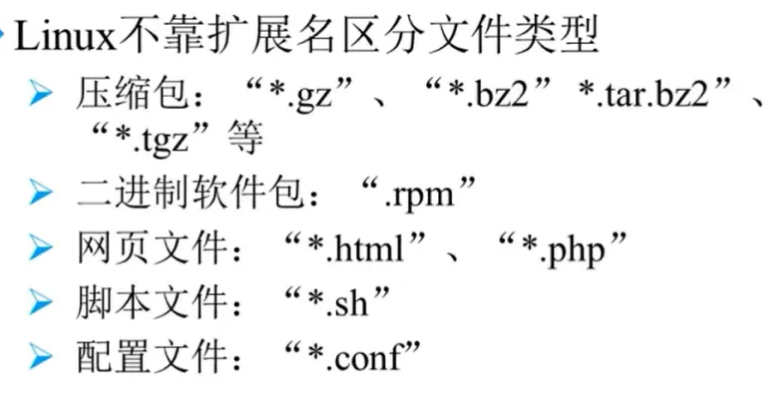 Linux不靠扩展名区分文件类型
压缩包：“*.gz”、“*.bz2” *.tar.bz2”、
“*.tgz”等
二进制软件包：“.rpm”
网页文件：“*.html”、“*.php”
脚本文件：“*.sh”
配置文件：“*.conf”